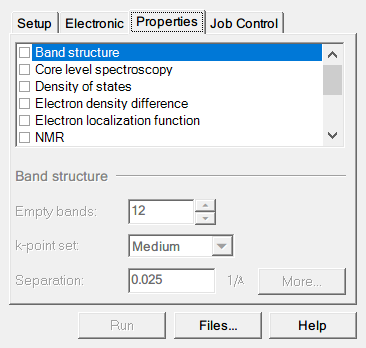 Setup Electronic Properties Job Control
Band structure
Core level spectroscopy
Density of states
Electron density difference
Electron localization function
NMR
Band structure
Empty bands: 12
k-point set: Medium
Separation: 0.025 1/Å More...
Run Files... Help